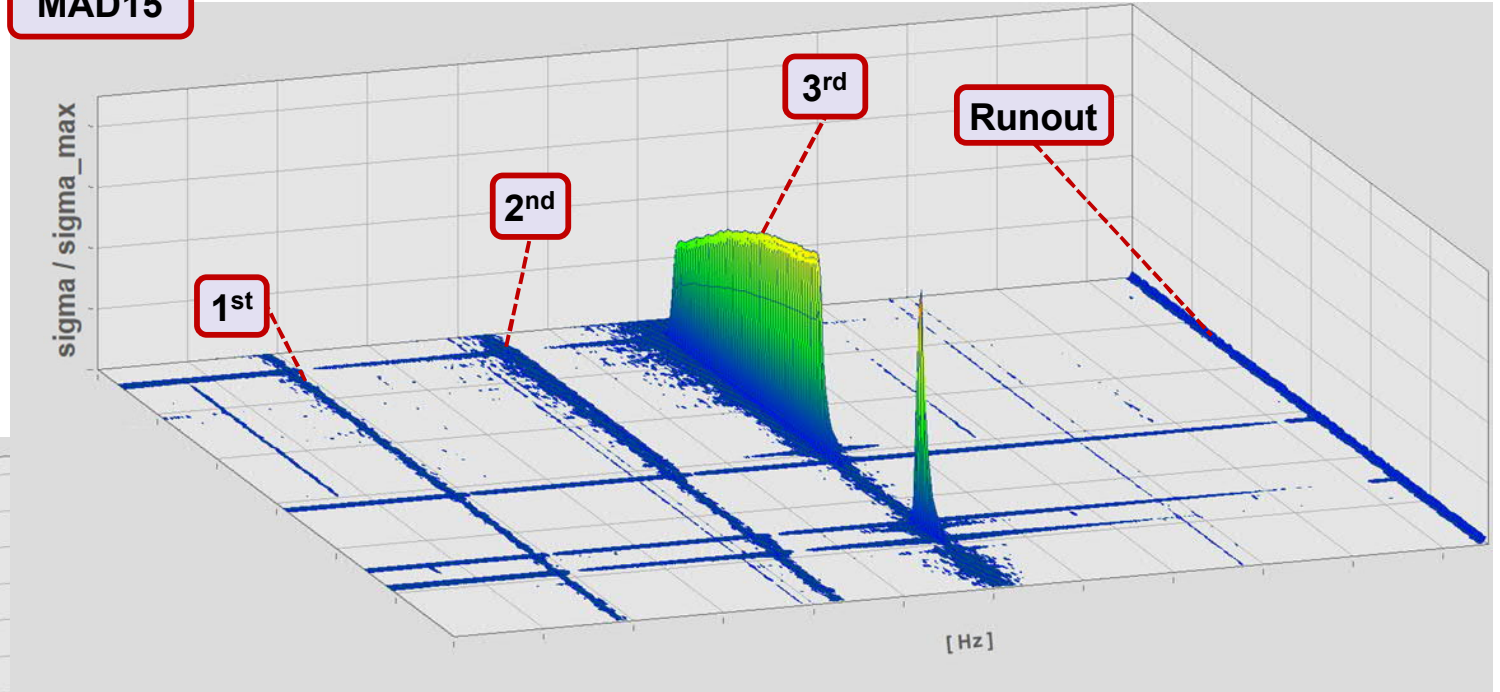 MAD15
3rd
Runout
2nd
1st
sigma / sigma_max
[ Hz ]